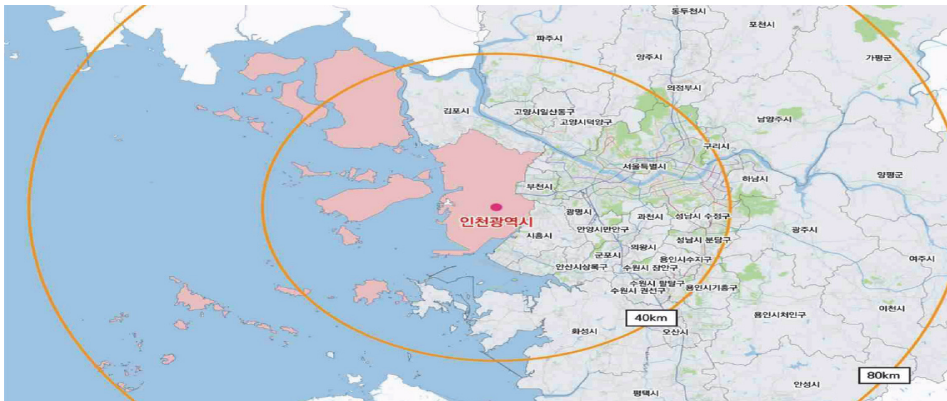 동두천시
포천시
파주시
양주시
가평군
의정부시
김포시
고양시일산동구
고양시덕양구
남양주시
구리시
서울특별시
하남시
양평군
부천시
인천광역시
광명시
과천시
성남시 수정구
시흥시
안양시만안구
광주시
의왕시
성남시 분당구
군포시
용인시수지구
여주시
안산시상록구
수원시 장안구
수원시 팔달구
용인시기흥구
수원시 권선구
이천시
40km
용인시처인구
화성시
오산시
80km
안성시
평택시